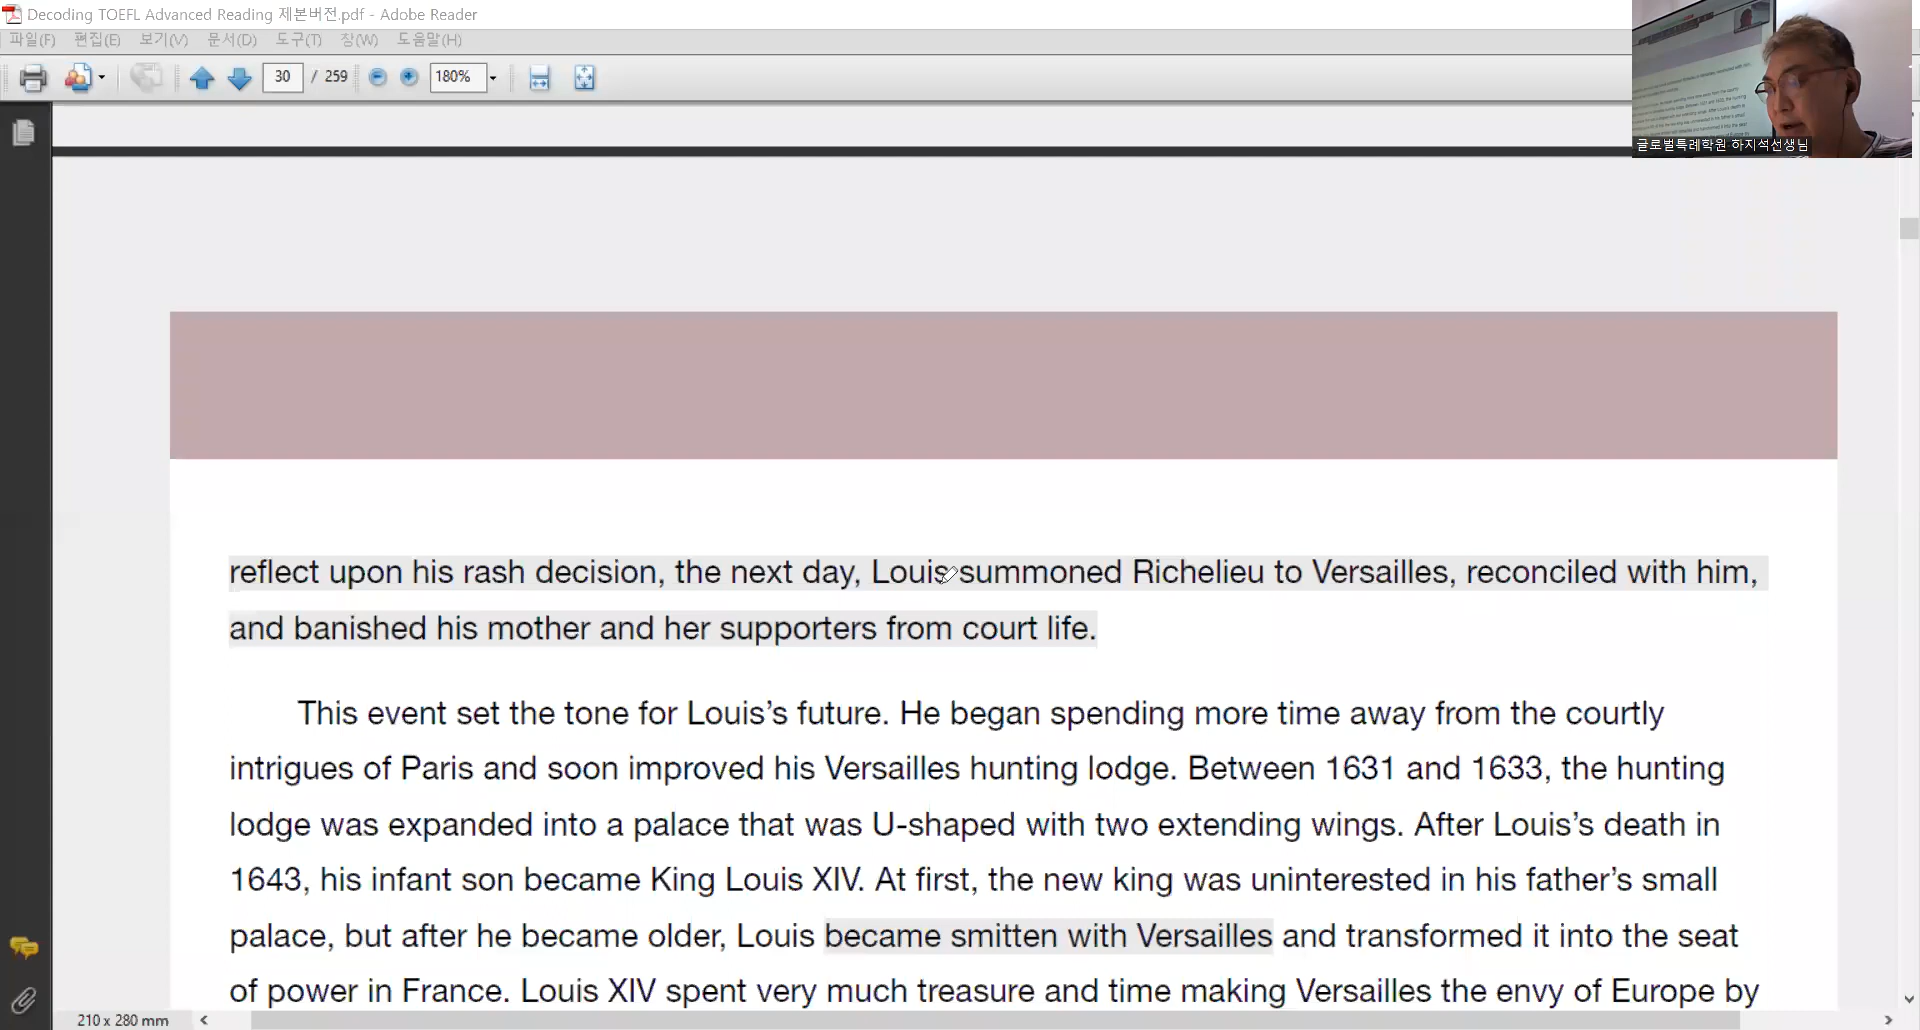 Decoding TOEFL Advanced Reading 제본버전.pdf - Adobe Reader
파일(F) 편집(E) 보기(V) 문서(D) 도구(T) 창(W) 도움말(H)
30 / 259 180%
글로벌특례학원 하지석선생님
reflect upon his rash decision, the next day, Louis summoned Richelieu to Versailles, reconciled with him,
and banished his mother and her supporters from court life.
This event set the tone for Louis's future. He began spending more time away from the courtly
intrigues of Paris and soon improved his Versailles hunting lodge. Between 1631 and 1633, the hunting
lodge was expanded into a palace that was U-shaped with two extending wings. After Louis's death in
1643, his infant son became King Louis XIV. At first, the new king was uninterested in his father's small
palace, but after he became older, Louis became smitten with Versailles and transformed it into the seat
of power in France. Louis XIV spent very much treasure and time making Versailles the envy of Europe by
210 x 280 mm